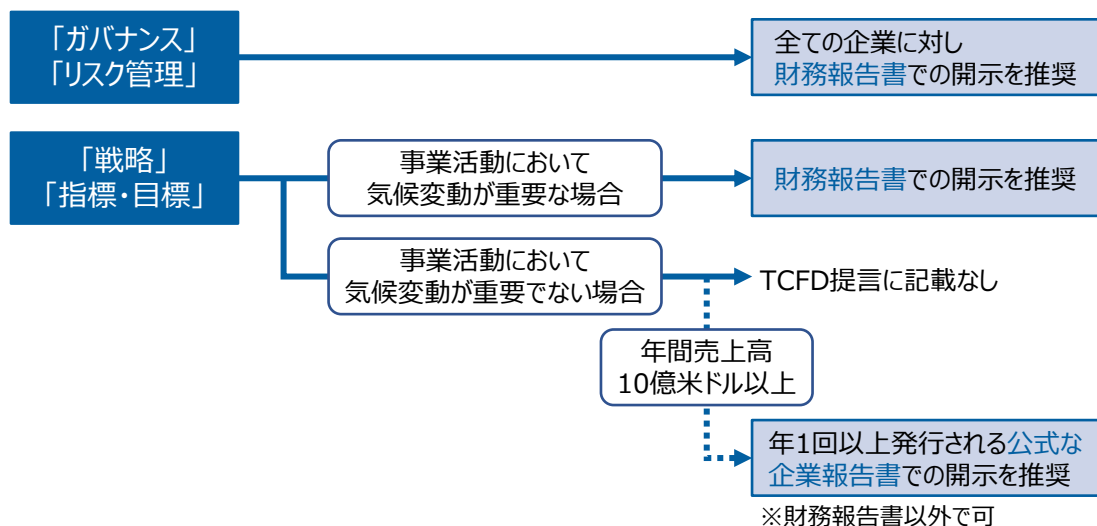 「ガバナンス」
「リスク管理」
全ての企業に対し
財務報告書での開示を推奨
「戦略」
「指標・目標」
事業活動において
気候変動が重要な場合
財務報告書での開示を推奨
事業活動において
気候変動が重要でない場合
TCFD提言に記載なし
年間売上高
10億米ドル以上
年1回以上発行される公式な
企業報告書での開示を推奨
※財務報告書以外で可